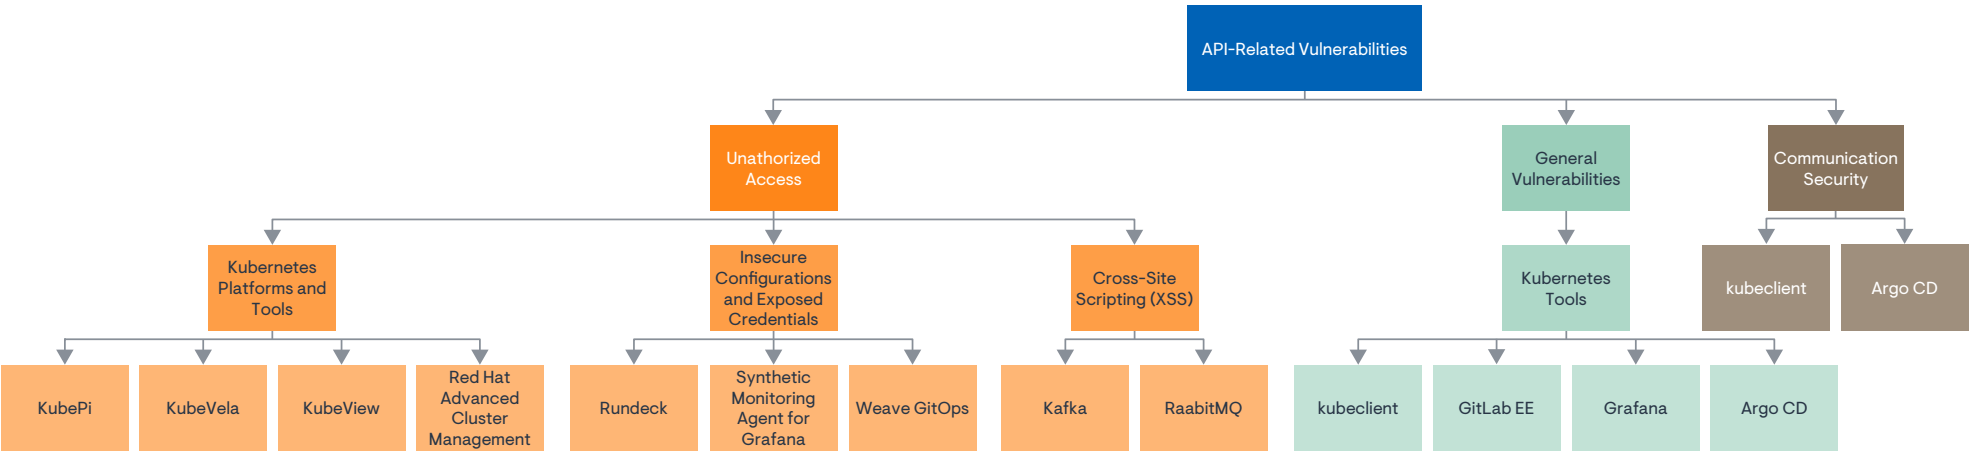 API-Related Vulnerabilities
Unathorized
Access
General
Vulnerabilities
Communication
Security
Kubernetes
Platforms and
Tools
Insecure
Configurations
and Exposed
Credentials
Cross-Site
Scripting (XSS)
Kubernetes
Tools
kubeclient
Argo CD
KubePi
KubeVela
KubeView
Red Hat
Advanced
Cluster
Management
Rundeck
Synthetic
Monitoring
Agent for
Grafana
Weave GitOps
Kafka
RaabitMQ
kubeclient
GitLab EE
Grafana
Argo CD